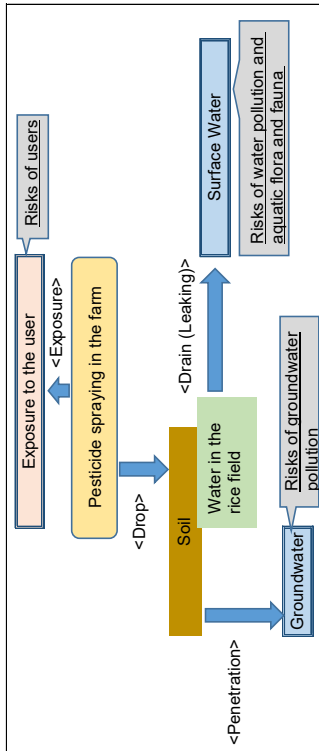 Risks of users
Exposure to the user
<Exposure>
Pesticide spraying in the farm
<Drop>
Soil
Water in the
rice field
<Drain (Leaking)>
Surface Water
Risks of water pollution and
aquatic flora and fauna
<Penetration>
Groundwater
Risks of groundwater
pollution